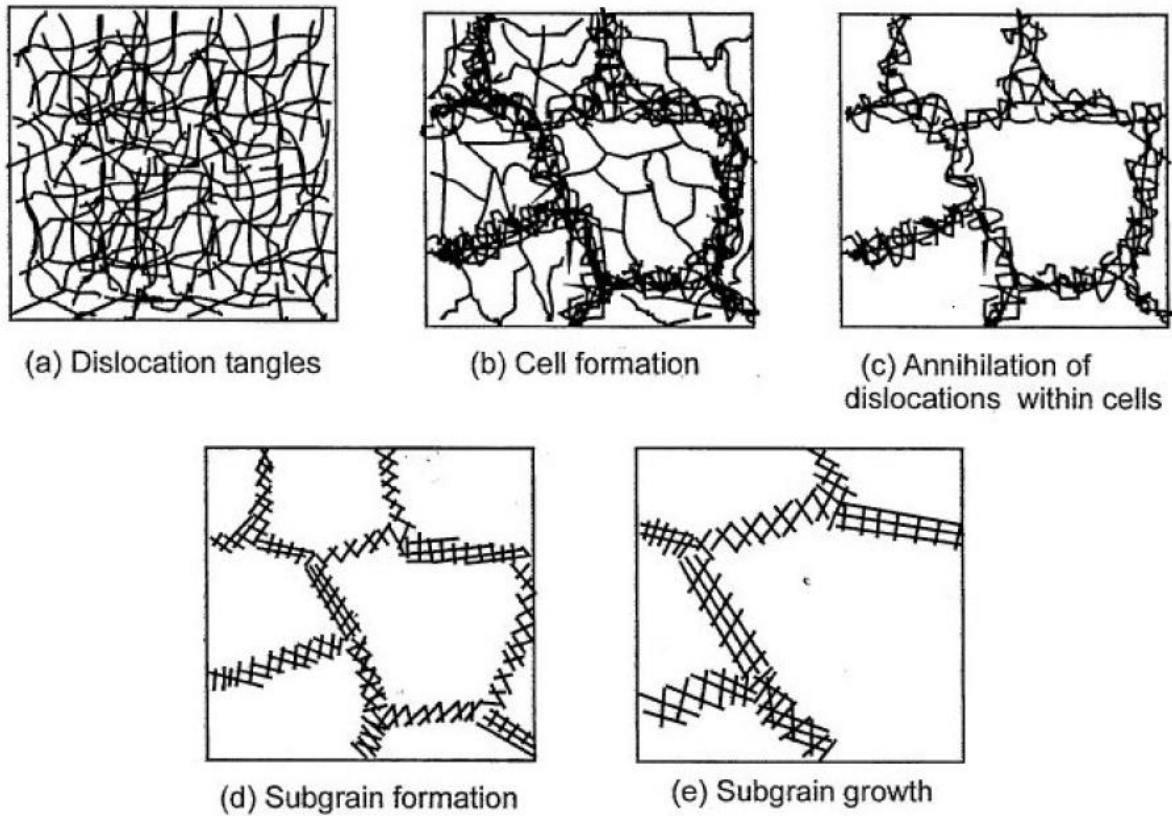 (a) Dislocation tangles
(b) Cell formation
(c) Annihilation of
dislocations within cells
(d) Subgrain formation
(e) Subgrain growth